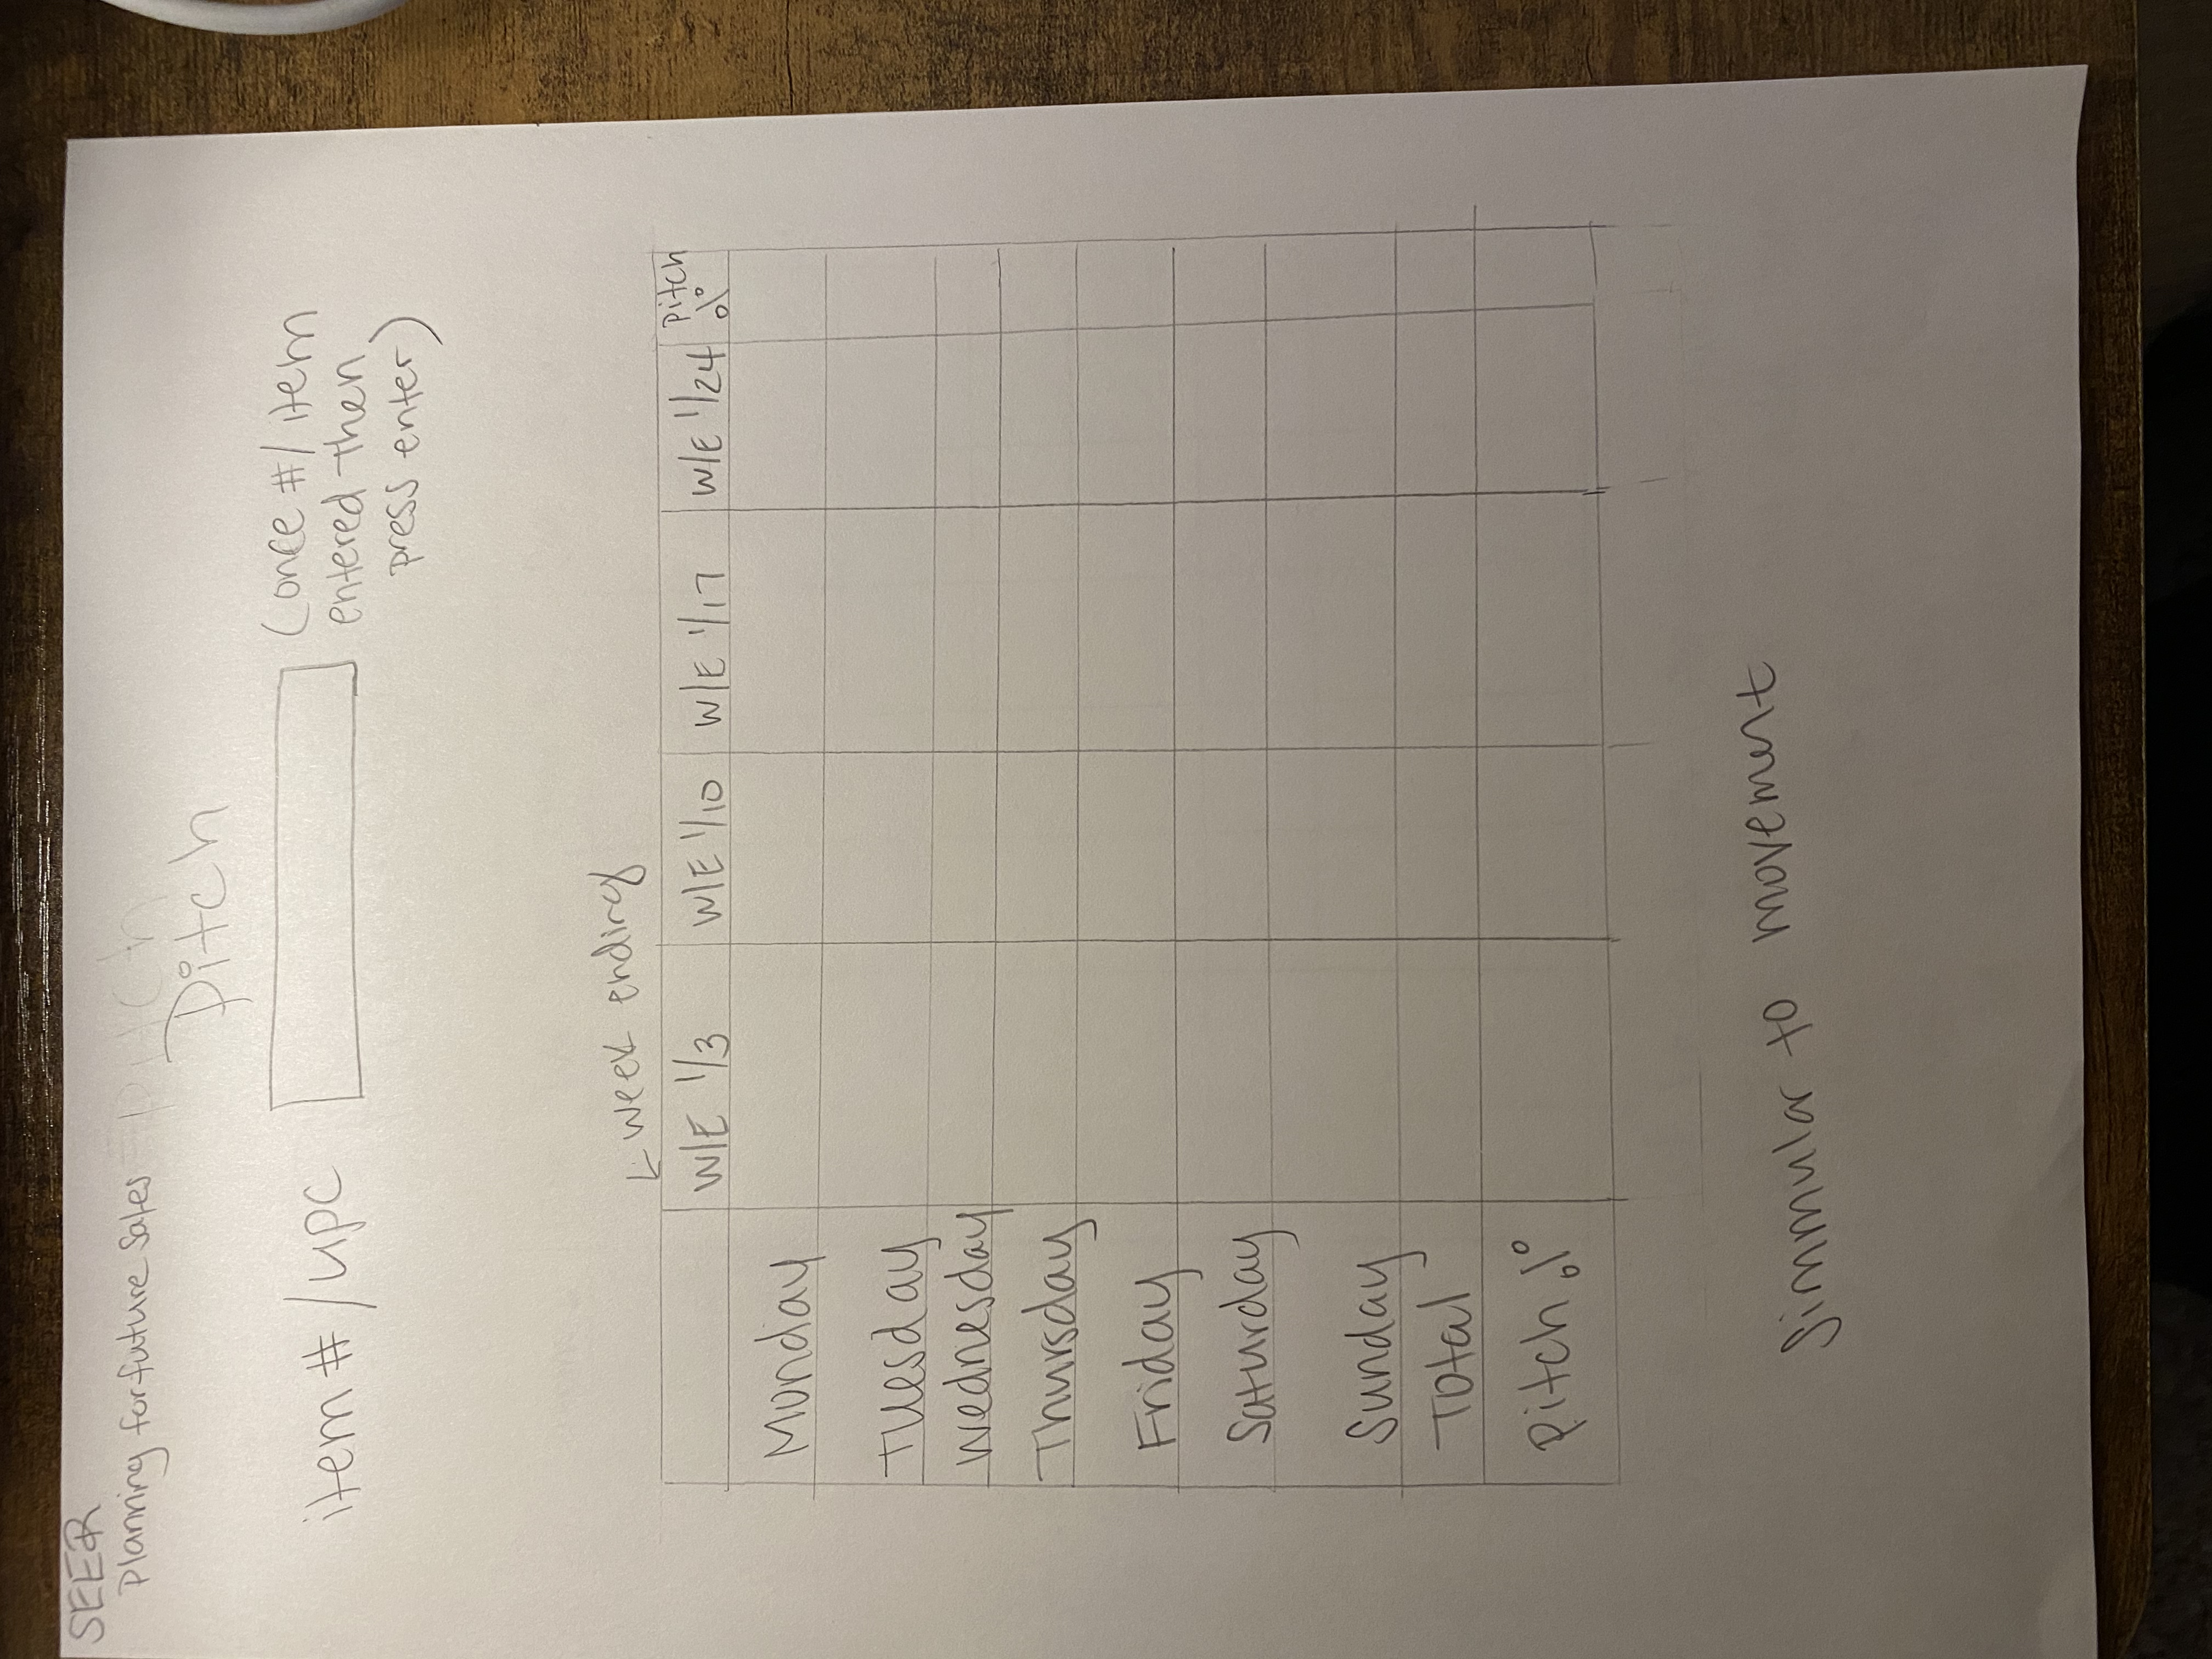 SEER
Planning for future Sales
Pitch
Pitch
item # / upc
(once #/ item
entered then
press enter)
week ending
W/E 1/3 W/E 1/10 W/E 1/17 W/E 1/24 Pitch %
Monday
Tuesday
Wednesday
Thursday
Friday
Saturday
Sunday
Total
Pitch %
Simmular to movement